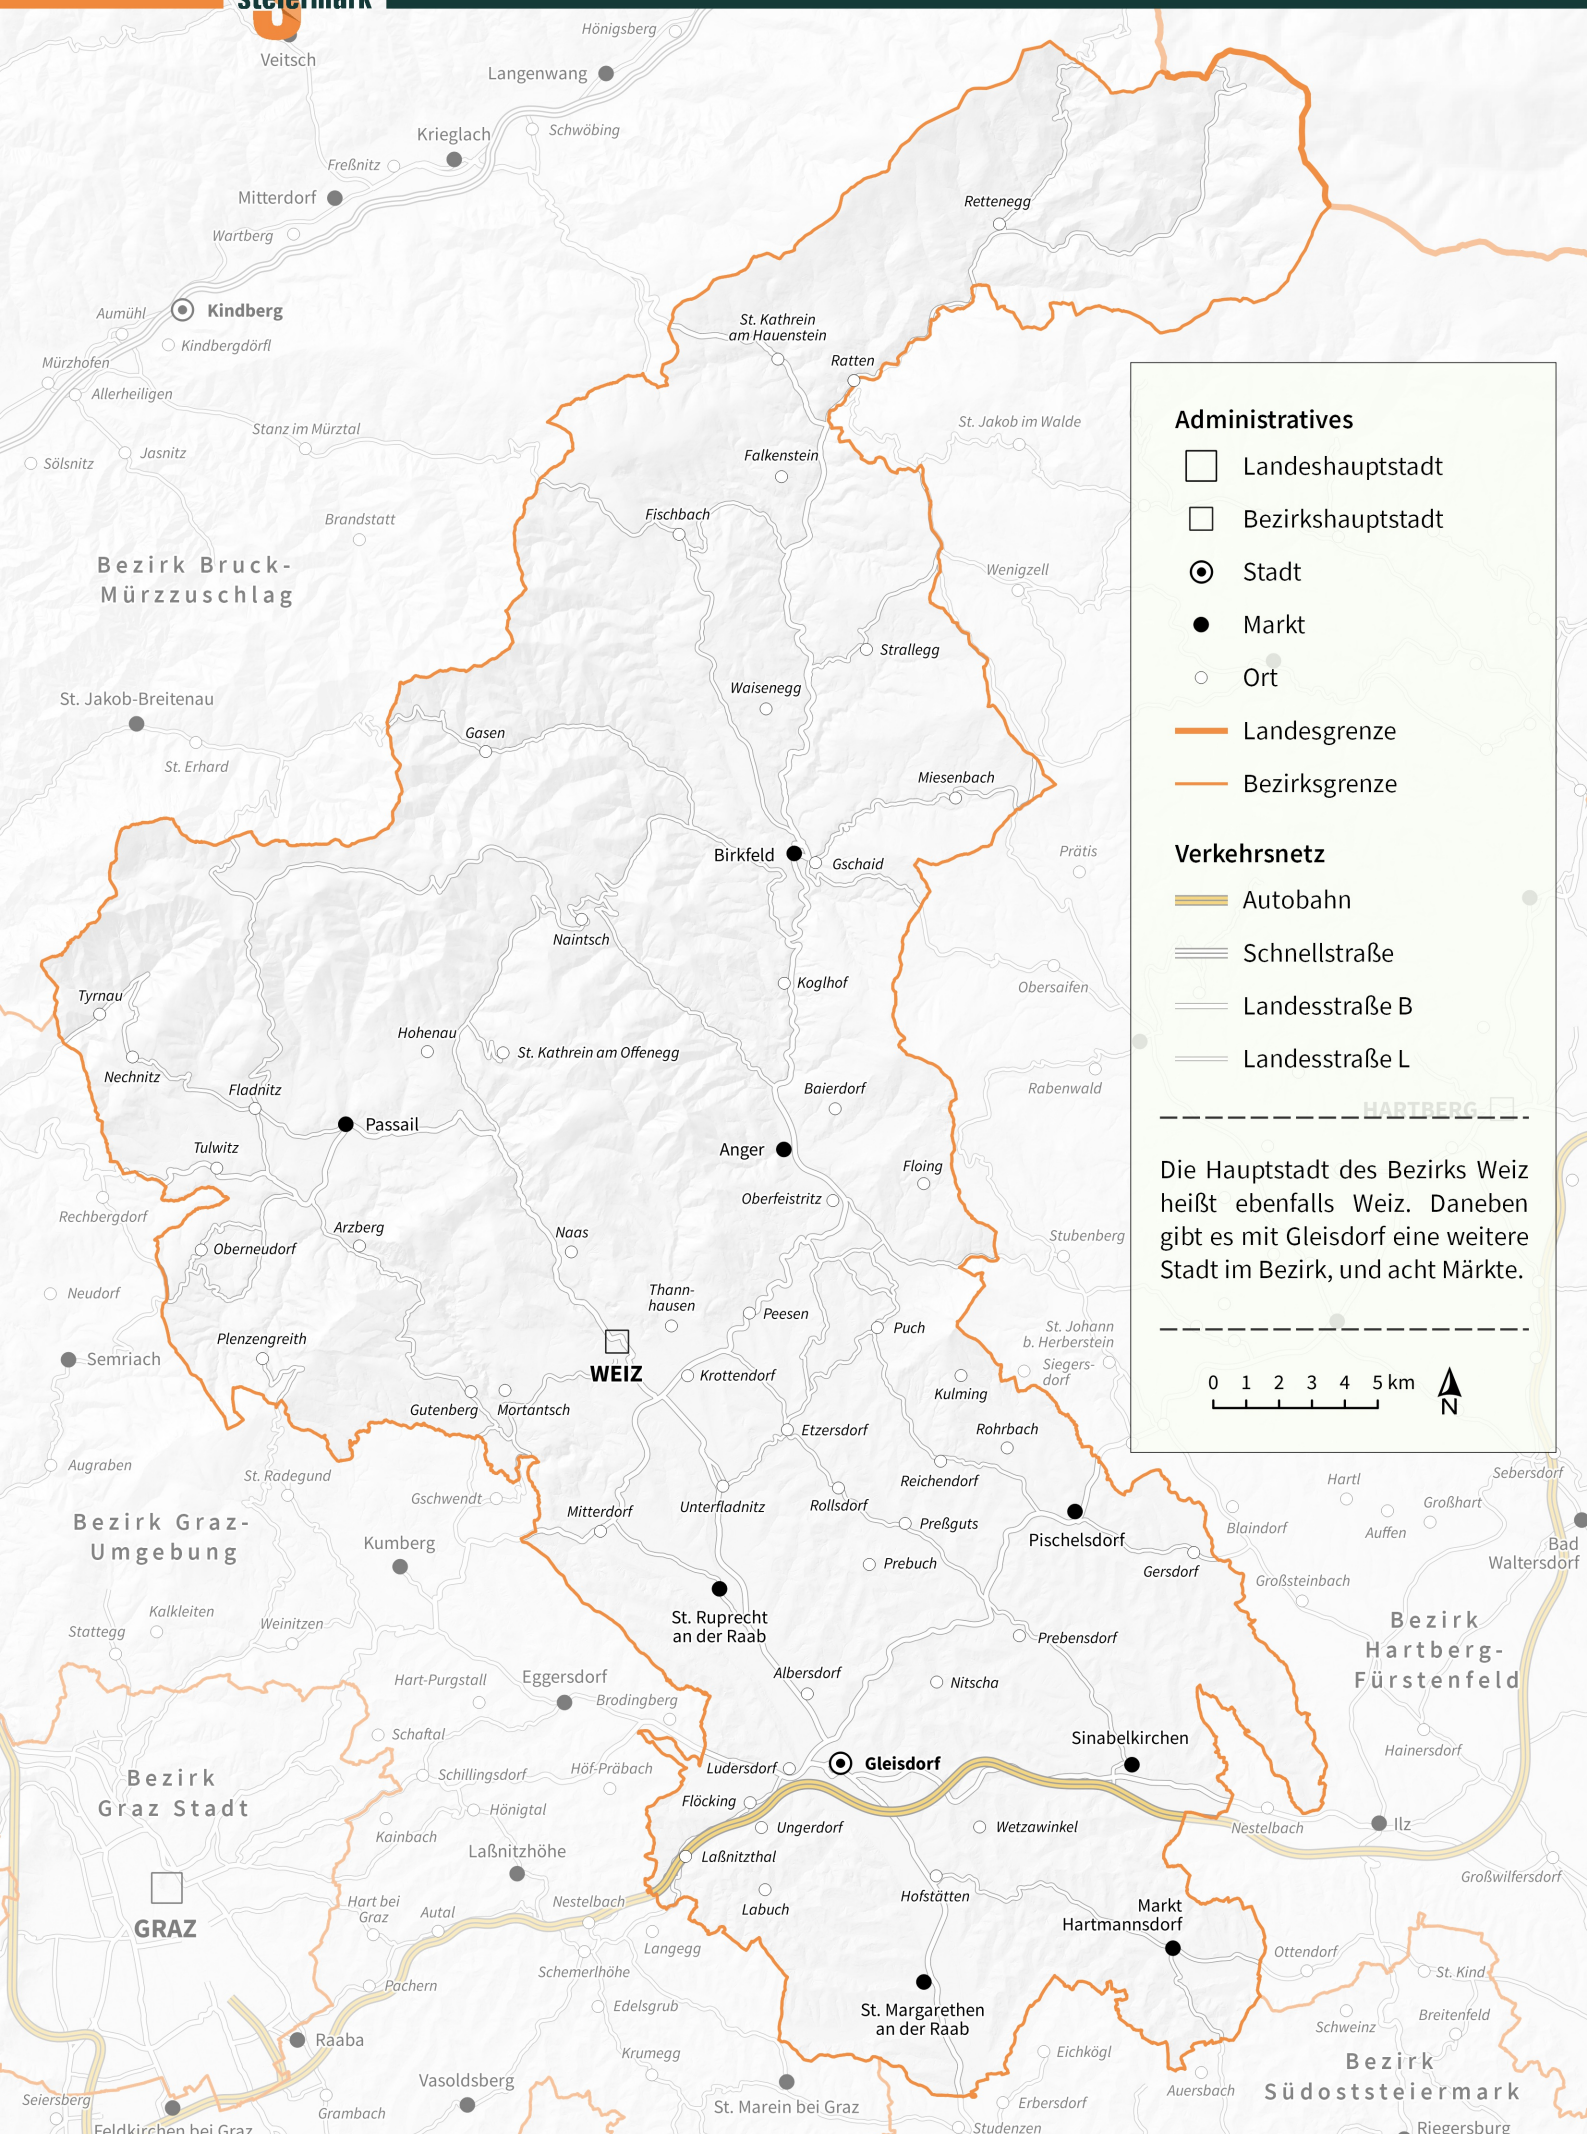 Steiermark
Veitsch
Hönigsberg
Langenwang
Krieglach
Schwöbing
Freßnitz
Mitterdorf
Wartberg
Rettenegg
Aumühl
Kindberg
Kindbergdörfl
St. Kathrein
am Hauenstein
Mürzhofen
Ratten
Allerheiligen
Stanz im Mürztal
St. Jakob im Walde
Jasnitz
Sölsnitz
Falkenstein
Fischbach
Brandstatt
Bezirk Bruck-
Mürzzuschlag
Wenigzell
Strallegg
Waisenegg
St. Jakob-Breitenau
Gasen
St. Erhard
Miesenbach
Birkfeld
Gschaid
Prätis
Naintsch
Koglhof
Obersaifen
Tyrnau
Hohenau
St. Kathrein am Offenegg
Nechnitz
Fladnitz
Baierdorf
Rabenwald
Passail
Tulwitz
Anger
Floing
Oberfeistritz
Rechbergdorf
Arzberg
Naas
Stubenberg
Oberneudorf
Neudorf
Thann-
hausen
Peesen
Puch
St. Johann
b. Herberstein
Plenzengreith
Semriach
WEIZ
Krottendorf
Siegers-
dorf
Kulming
Gutenberg
Mortantsch
Etzersdorf
Rohrbach
Augraben
St. Radegund
Reichendorf
Gschwendt
Unterfladnitz
Rollsdorf
Mitterdorf
Preßguts
Bezirk Graz-
Umgebung
Kumberg
Pischelsdorf
Prebuch
Gersdorf
Hartl
Sebersdorf
Großhart
Auffen
Blaindorf
Bad
Waltersdorf
Großsteinbach
Kalkleiten
Stattegg
Weinitzen
St. Ruprecht
an der Raab
Bezirk
Hartberg-
Fürstenfeld
Prebensdorf
Hart-Purgstall
Eggersdorf
Albersdorf
Brodingberg
Nitscha
Schaftal
Sinabelkirchen
Hainersdorf
Bezirk
Graz Stadt
Schillingsdorf
Höf-Präbach
Ludersdorf
Gleisdorf
Flöcking
Hönigtal
Kainbach
Ungerdorf
Wetzawinkel
Nestelbach
Ilz
Laßnitzhöhe
Laßnitzthal
Großwilfersdorf
GRAZ
Hart bei
Graz
Autal
Nestelbach
Labuch
Hofstätten
Markt
Hartmannsdorf
Langegg
Ottendorf
Schemerlhöhe
Pachern
St. Kind
Edelsgrub
St. Margarethen
an der Raab
Schweinz
Breitenfeld
Raaba
Krumegg
Eichkögl
Bezirk
Südoststeiermark
Vasoldsberg
Auersbach
Seiersberg
Grambach
St. Marein bei Graz
Erbersdorf
Feldkirchen bei Graz
Studenzen
Riegersburg
Administratives
Landeshauptstadt
Bezirkshauptstadt
Stadt
Markt
Ort
Landesgrenze
Bezirksgrenze
Verkehrsnetz
Autobahn
Schnellstraße
Landesstraße B
Landesstraße L
HARTBERG
Die Hauptstadt des Bezirks Weiz
heißt ebenfalls Weiz. Daneben
gibt es mit Gleisdorf eine weitere
Stadt im Bezirk, und acht Märkte.
0 1 2 3 4 5 km
N